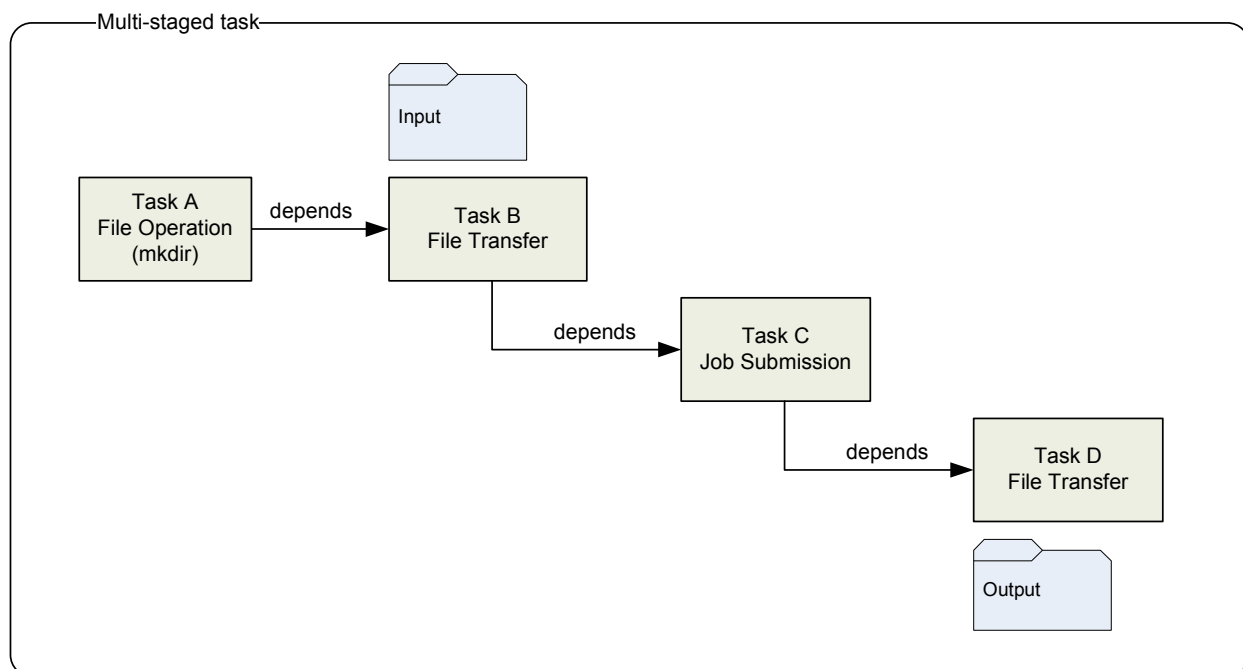 Multi-staged task
Input
Task A
File Operation
(mkdir)
depends
Task B
File Transfer
depends
Task C
Job Submission
depends
Task D
File Transfer
Output